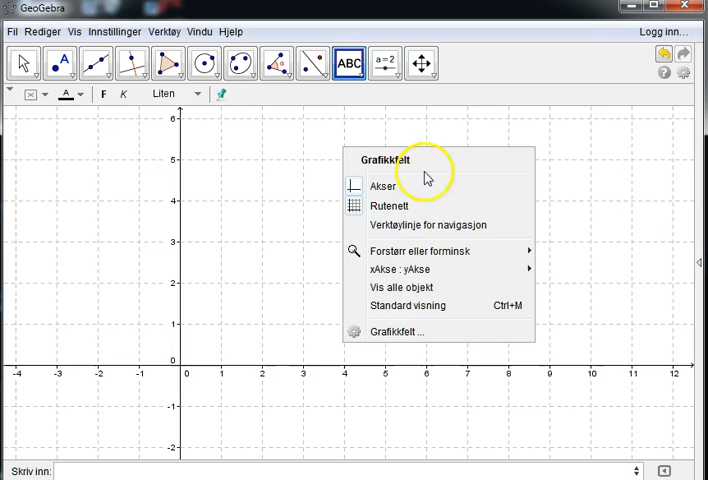 GeoGebra
Fil Rediger Vis Innstillinger Verktøy Vindu Hjelp Logg inn...
A ABC a=2
A F K Liten
Grafikkfelt
Akser
Rutenett
Verktøylinje for navigasjon
Forstørr eller forminsk
xAkse : yAkse
Vis alle objekt
Standard visning Ctrl+M
Grafikkfelt ...
6
5
4
3
2
1
0
-4 -3 -2 -1 0 1 2 3 4 5 6 7 8 9 10 11 12
-1
-2
Skriv inn: